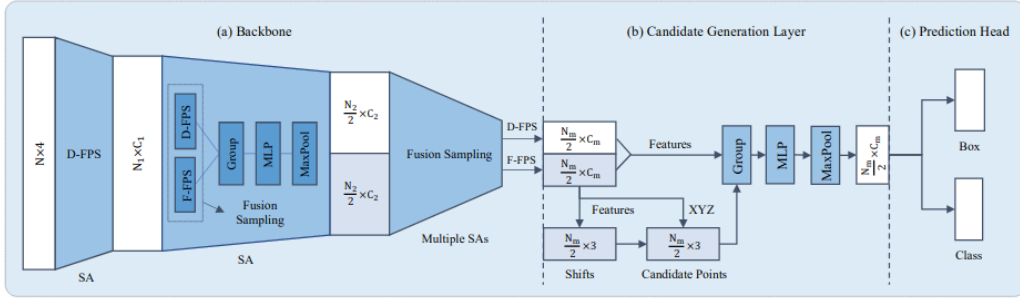 (a) Backbone
N×4
D-FPS
SA
N₁×C₁
D-FPS
F-FPS
Group
MLP
MaxPool
Fusion
Sampling
SA
N₂/2 ×C₂
N₂/2 ×C₂
Fusion Sampling
Multiple SAs
D-FPS
F-FPS
(b) Candidate Generation Layer
Nₘ/2 ×Cₘ
Nₘ/2 ×Cₘ
Features
Features
XYZ
Nₘ/2 ×3
Shifts
Nₘ/2 ×3
Candidate Points
Group
MLP
MaxPool
Nₘ/2 ×Cₘ
(c) Prediction Head
Box
Class